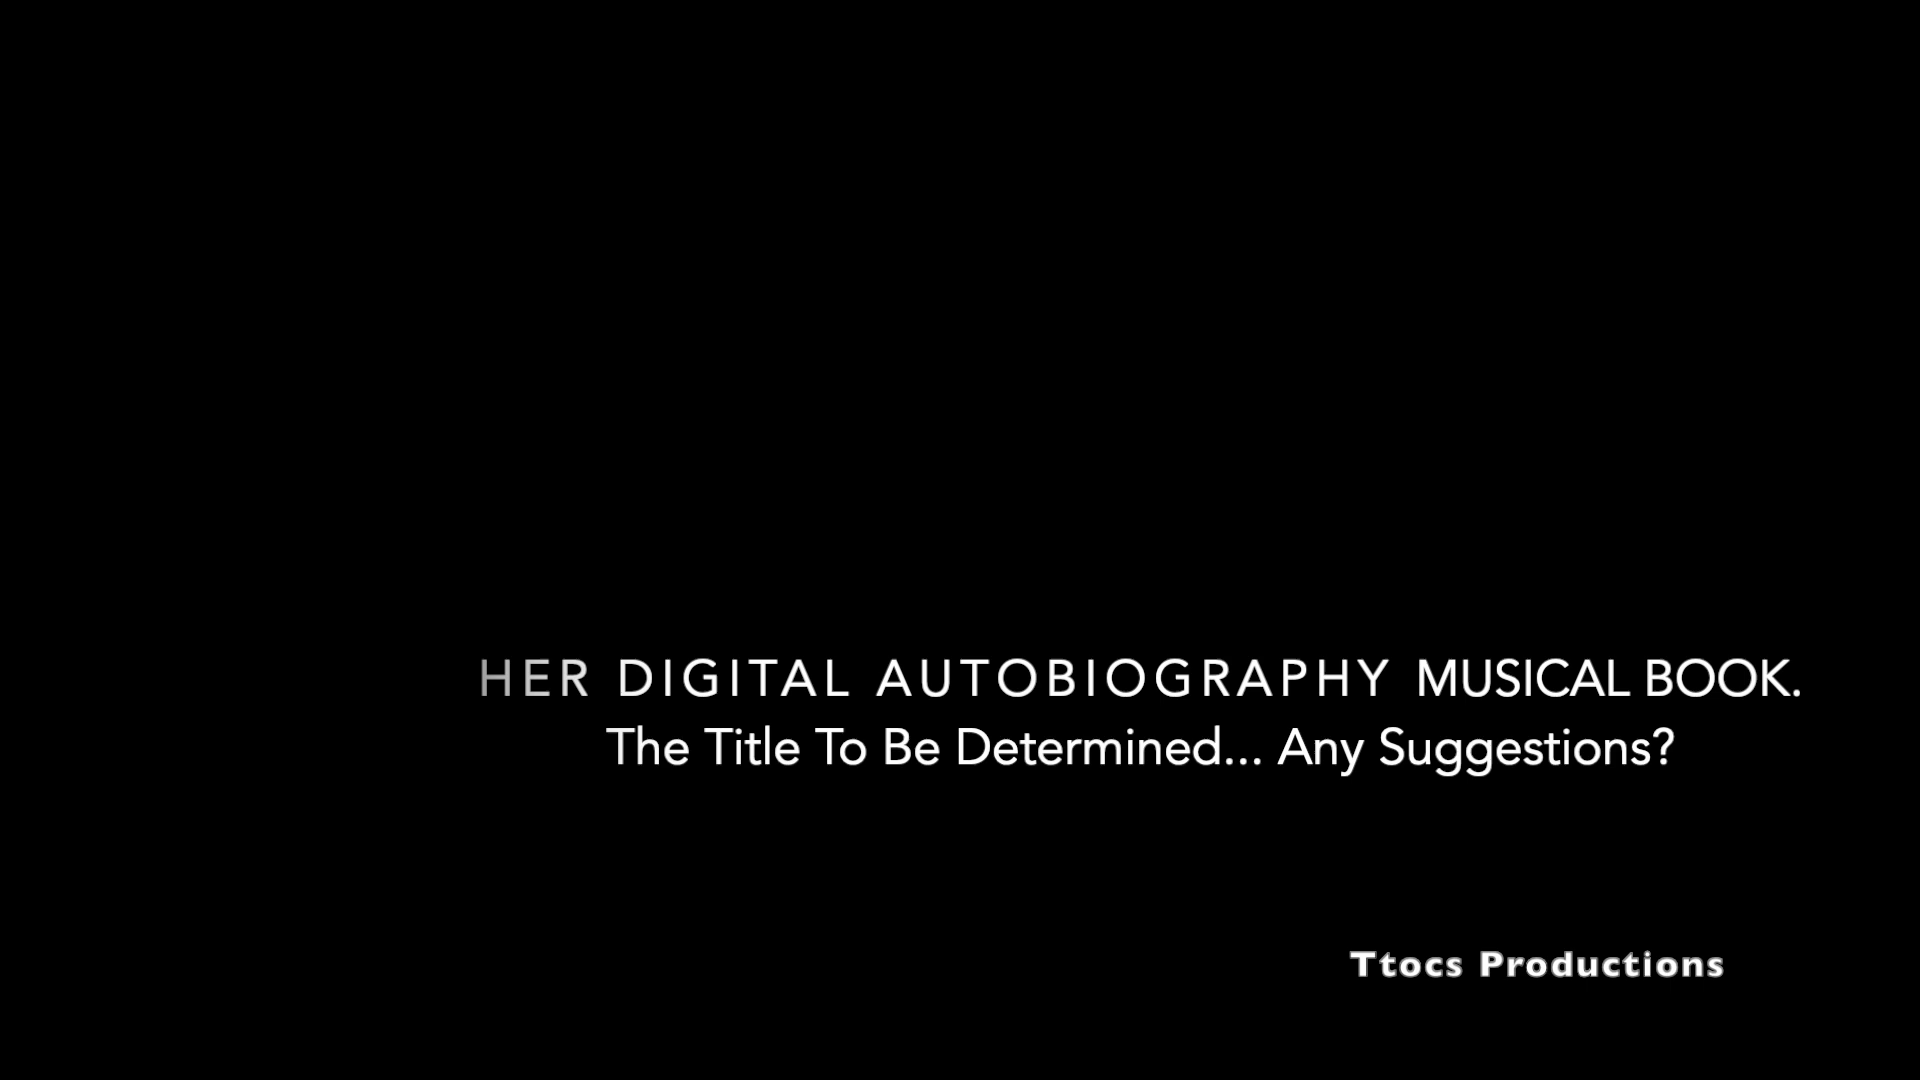 HER DIGITAL AUTOBIOGRAPHY MUSICAL BOOK.
The Title To Be Determined... Any Suggestions?
Ttocs Productions